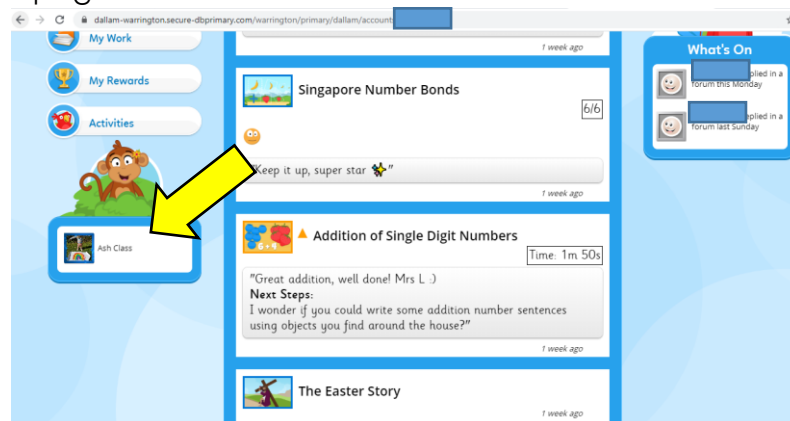 dallam-warrington.secure-dbprimary.com/warrington/primary/dallam/account
My Work
My Rewards
Activities
Ash Class
1 week ago
Singapore Number Bonds
6/6
"Keep it up, super star ✨"
1 week ago
Addition of Single Digit Numbers
6 + 4
Time: 1m 50s
"Great addition, well done! Mrs L :)
Next Steps:
I wonder if you could write some addition number sentences
using objects you find around the house?"
1 week ago
The Easter Story
1 week ago
What's On
plied in a
forum this Monday
eplied in a
forum last Sunday